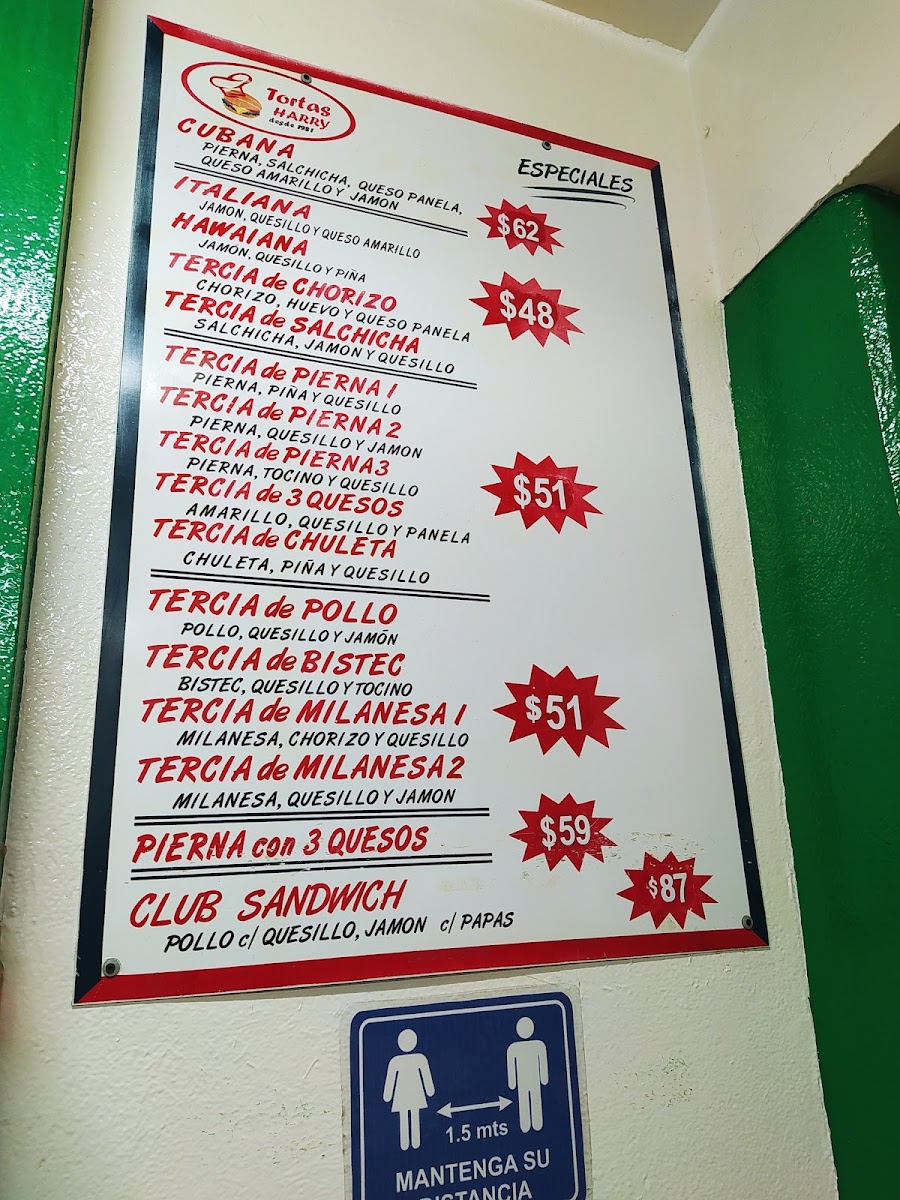 Tortas
HARRY
desde 1981
ESPECIALES
CUBANA
PIERNA, SALCHICHA, QUESO PANELA,
QUESO AMARILLO Y JAMON
$62
ITALIANA
JAMON, QUESILLO Y QUESO AMARILLO
HAWAIANA
JAMÓN, QUESILLO Y PIÑA
TERCIA de CHORIZO
CHORIZO, HUEVO Y QUESO PANELA
$48
TERCIA de SALCHICHA
SALCHICHA, JAMON Y QUESILLO
TERCIA de PIERNA 1
PIERNA, PIÑA Y QUESILLO
TERCIA de PIERNA 2
PIERNA, QUESILLO Y JAMON
TERCIA de PIERNA 3
PIERNA, TOCINO Y QUESILLO
$51
TERCIA de 3 QUESOS
AMARILLO, QUESILLO Y PANELA
TERCIA de CHULETA
CHULETA, PIÑA Y QUESILLO
TERCIA de POLLO
POLLO, QUESILLO Y JAMÓN
TERCIA de BISTEC
BISTEC, QUESILLO Y TOCINO
$51
TERCIA de MILANESA 1
MILANESA, CHORIZO Y QUESILLO
TERCIA de MILANESA 2
MILANESA, QUESILLO Y JAMON
PIERNA con 3 QUESOS
$59
CLUB SANDWICH
$87
POLLO c/ QUESILLO, JAMON c/ PAPAS
1.5 mts
MANTENGA SU
DISTANCIA